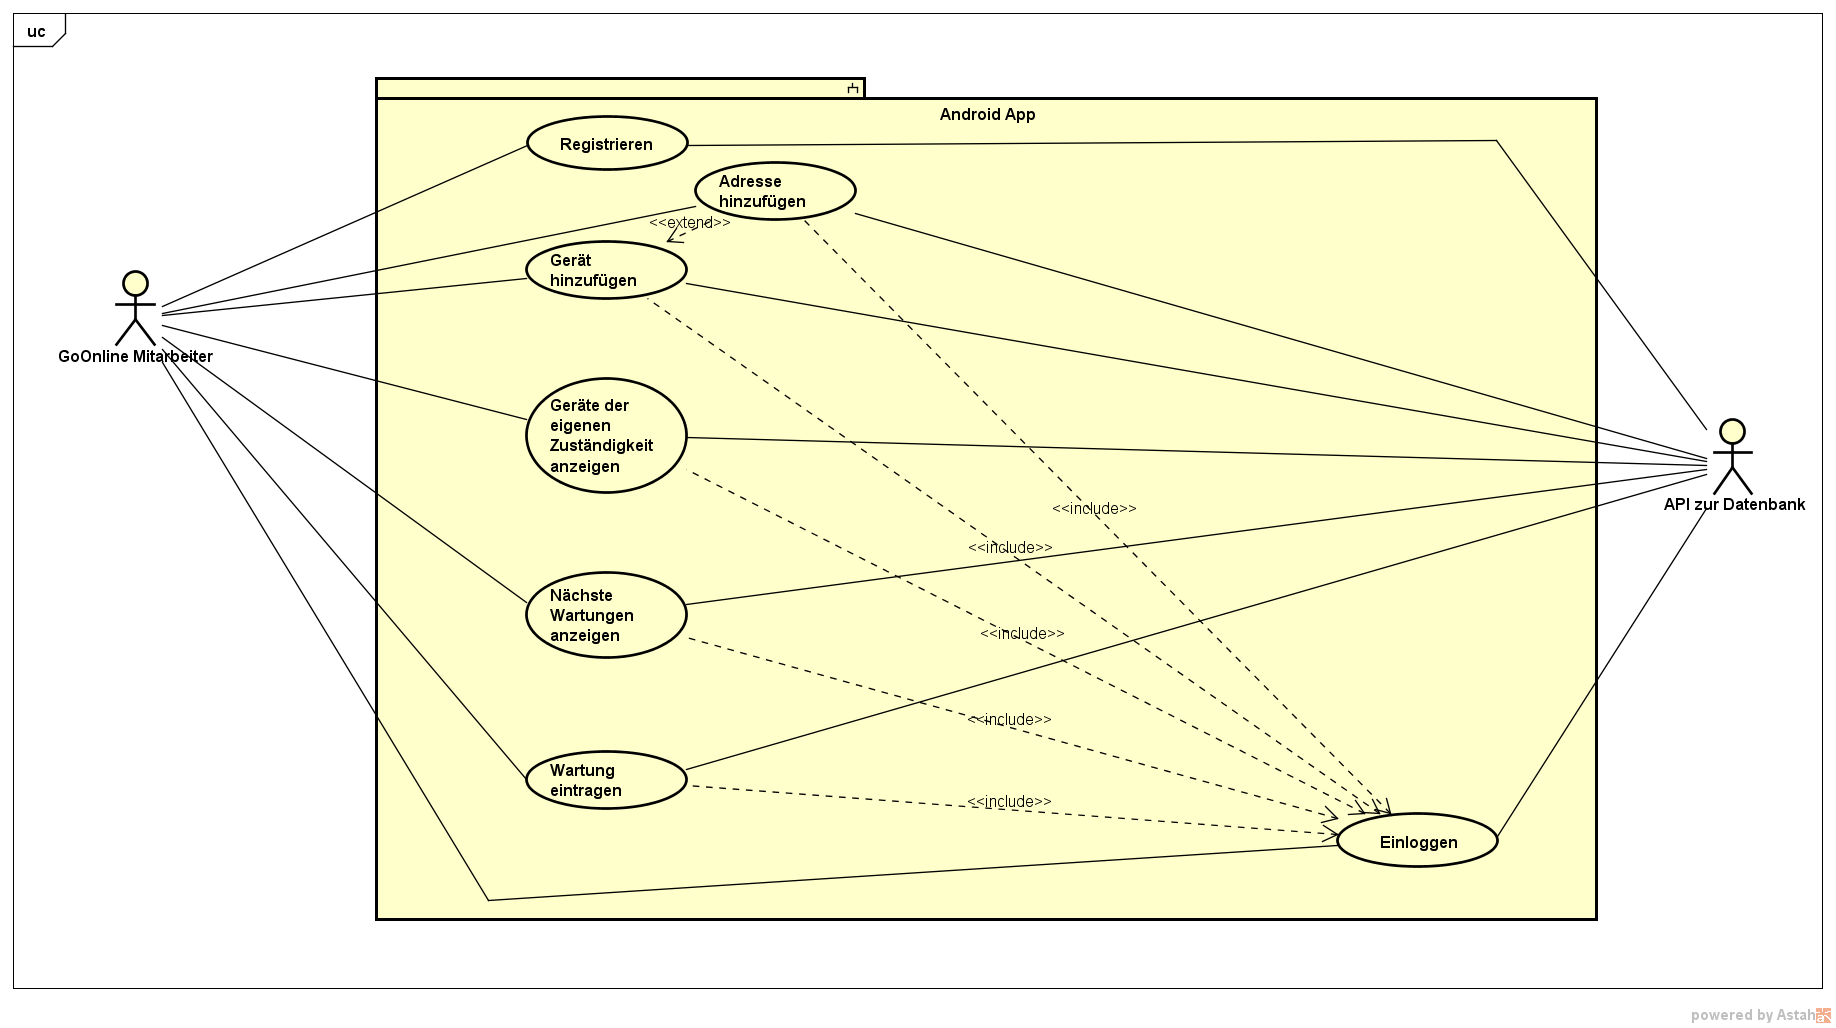 uc
Android App
Registrieren
Adresse
hinzufügen
<<extend>>
Gerät
hinzufügen
GoOnline Mitarbeiter
Geräte der
eigenen
Zuständigkeit
anzeigen
API zur Datenbank
<<include>>
<<include>>
Nächste
Wartungen
anzeigen
<<include>>
<<include>>
Wartung
eintragen
<<include>>
Einloggen
powered by Astah